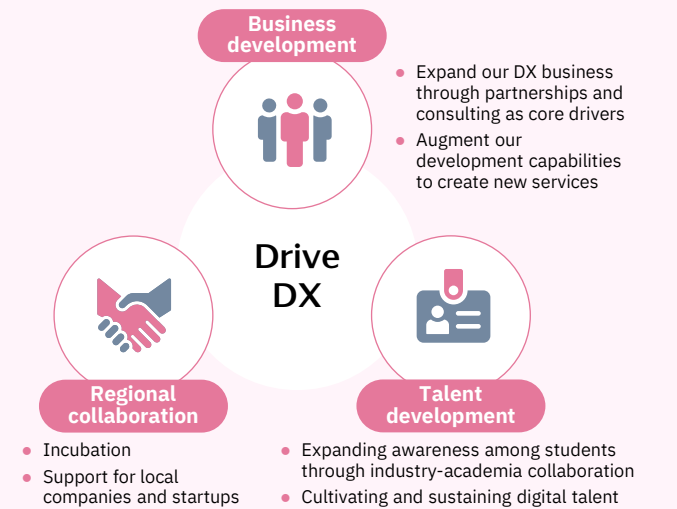 Business
development
● Expand our DX business
through partnerships and
consulting as core drivers
● Augment our
development capabilities
to create new services
Drive
DX
Regional
collaboration
● Incubation
● Support for local
companies and startups
Talent
development
● Expanding awareness among students
through industry-academia collaboration
● Cultivating and sustaining digital talent